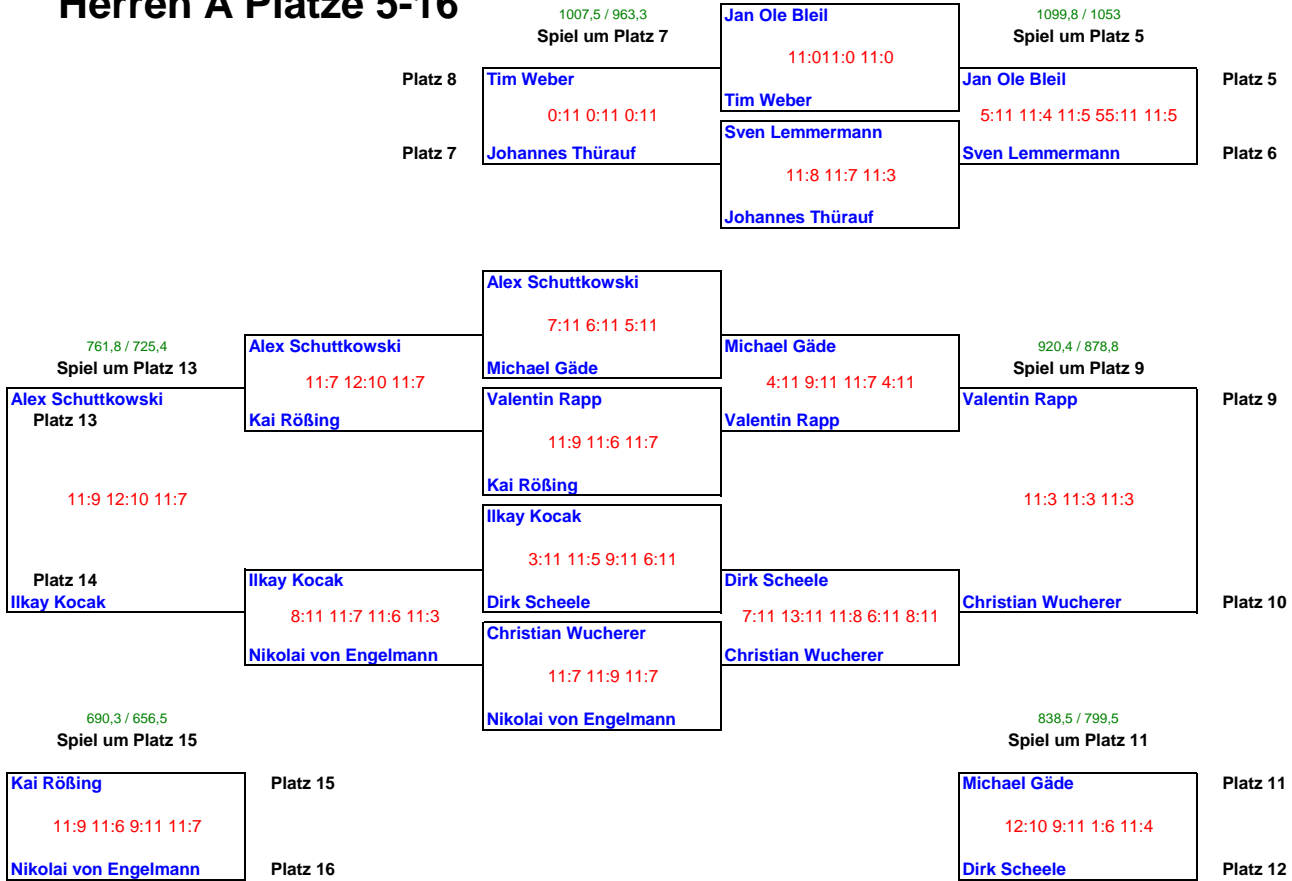 Herren A Plätze 5-16
1007,5 / 963,3
Spiel um Platz 7
Jan Ole Bleil
1099,8 / 1053
Spiel um Platz 5
11:011:0 11:0
Platz 8
Tim Weber
Jan Ole Bleil
Platz 5
Tim Weber
0:11 0:11 0:11
5:11 11:4 11:5 55:11 11:5
Sven Lemmermann
Platz 7
Johannes Thürauf
Sven Lemmermann
Platz 6
11:8 11:7 11:3
Johannes Thürauf
Alex Schuttkowski
7:11 6:11 5:11
761,8 / 725,4
Spiel um Platz 13
Alex Schuttkowski
Michael Gäde
920,4 / 878,8
Spiel um Platz 9
Michael Gäde
11:7 12:10 11:7
4:11 9:11 11:7 4:11
Alex Schuttkowski
Valentin Rapp
Valentin Rapp
Platz 9
Platz 13
Kai Rößing
Valentin Rapp
11:9 11:6 11:7
Kai Rößing
11:9 12:10 11:7
11:3 11:3 11:3
Ilkay Kocak
3:11 11:5 9:11 6:11
Platz 14
Ilkay Kocak
Dirk Scheele
Ilkay Kocak
Dirk Scheele
Christian Wucherer
Platz 10
8:11 11:7 11:6 11:3
7:11 13:11 11:8 6:11 8:11
Christian Wucherer
Nikolai von Engelmann
Christian Wucherer
11:7 11:9 11:7
Nikolai von Engelmann
690,3 / 656,5
Spiel um Platz 15
838,5 / 799,5
Spiel um Platz 11
Kai Rößing
Platz 15
Michael Gäde
Platz 11
11:9 11:6 9:11 11:7
12:10 9:11 1:6 11:4
Nikolai von Engelmann
Platz 16
Dirk Scheele
Platz 12